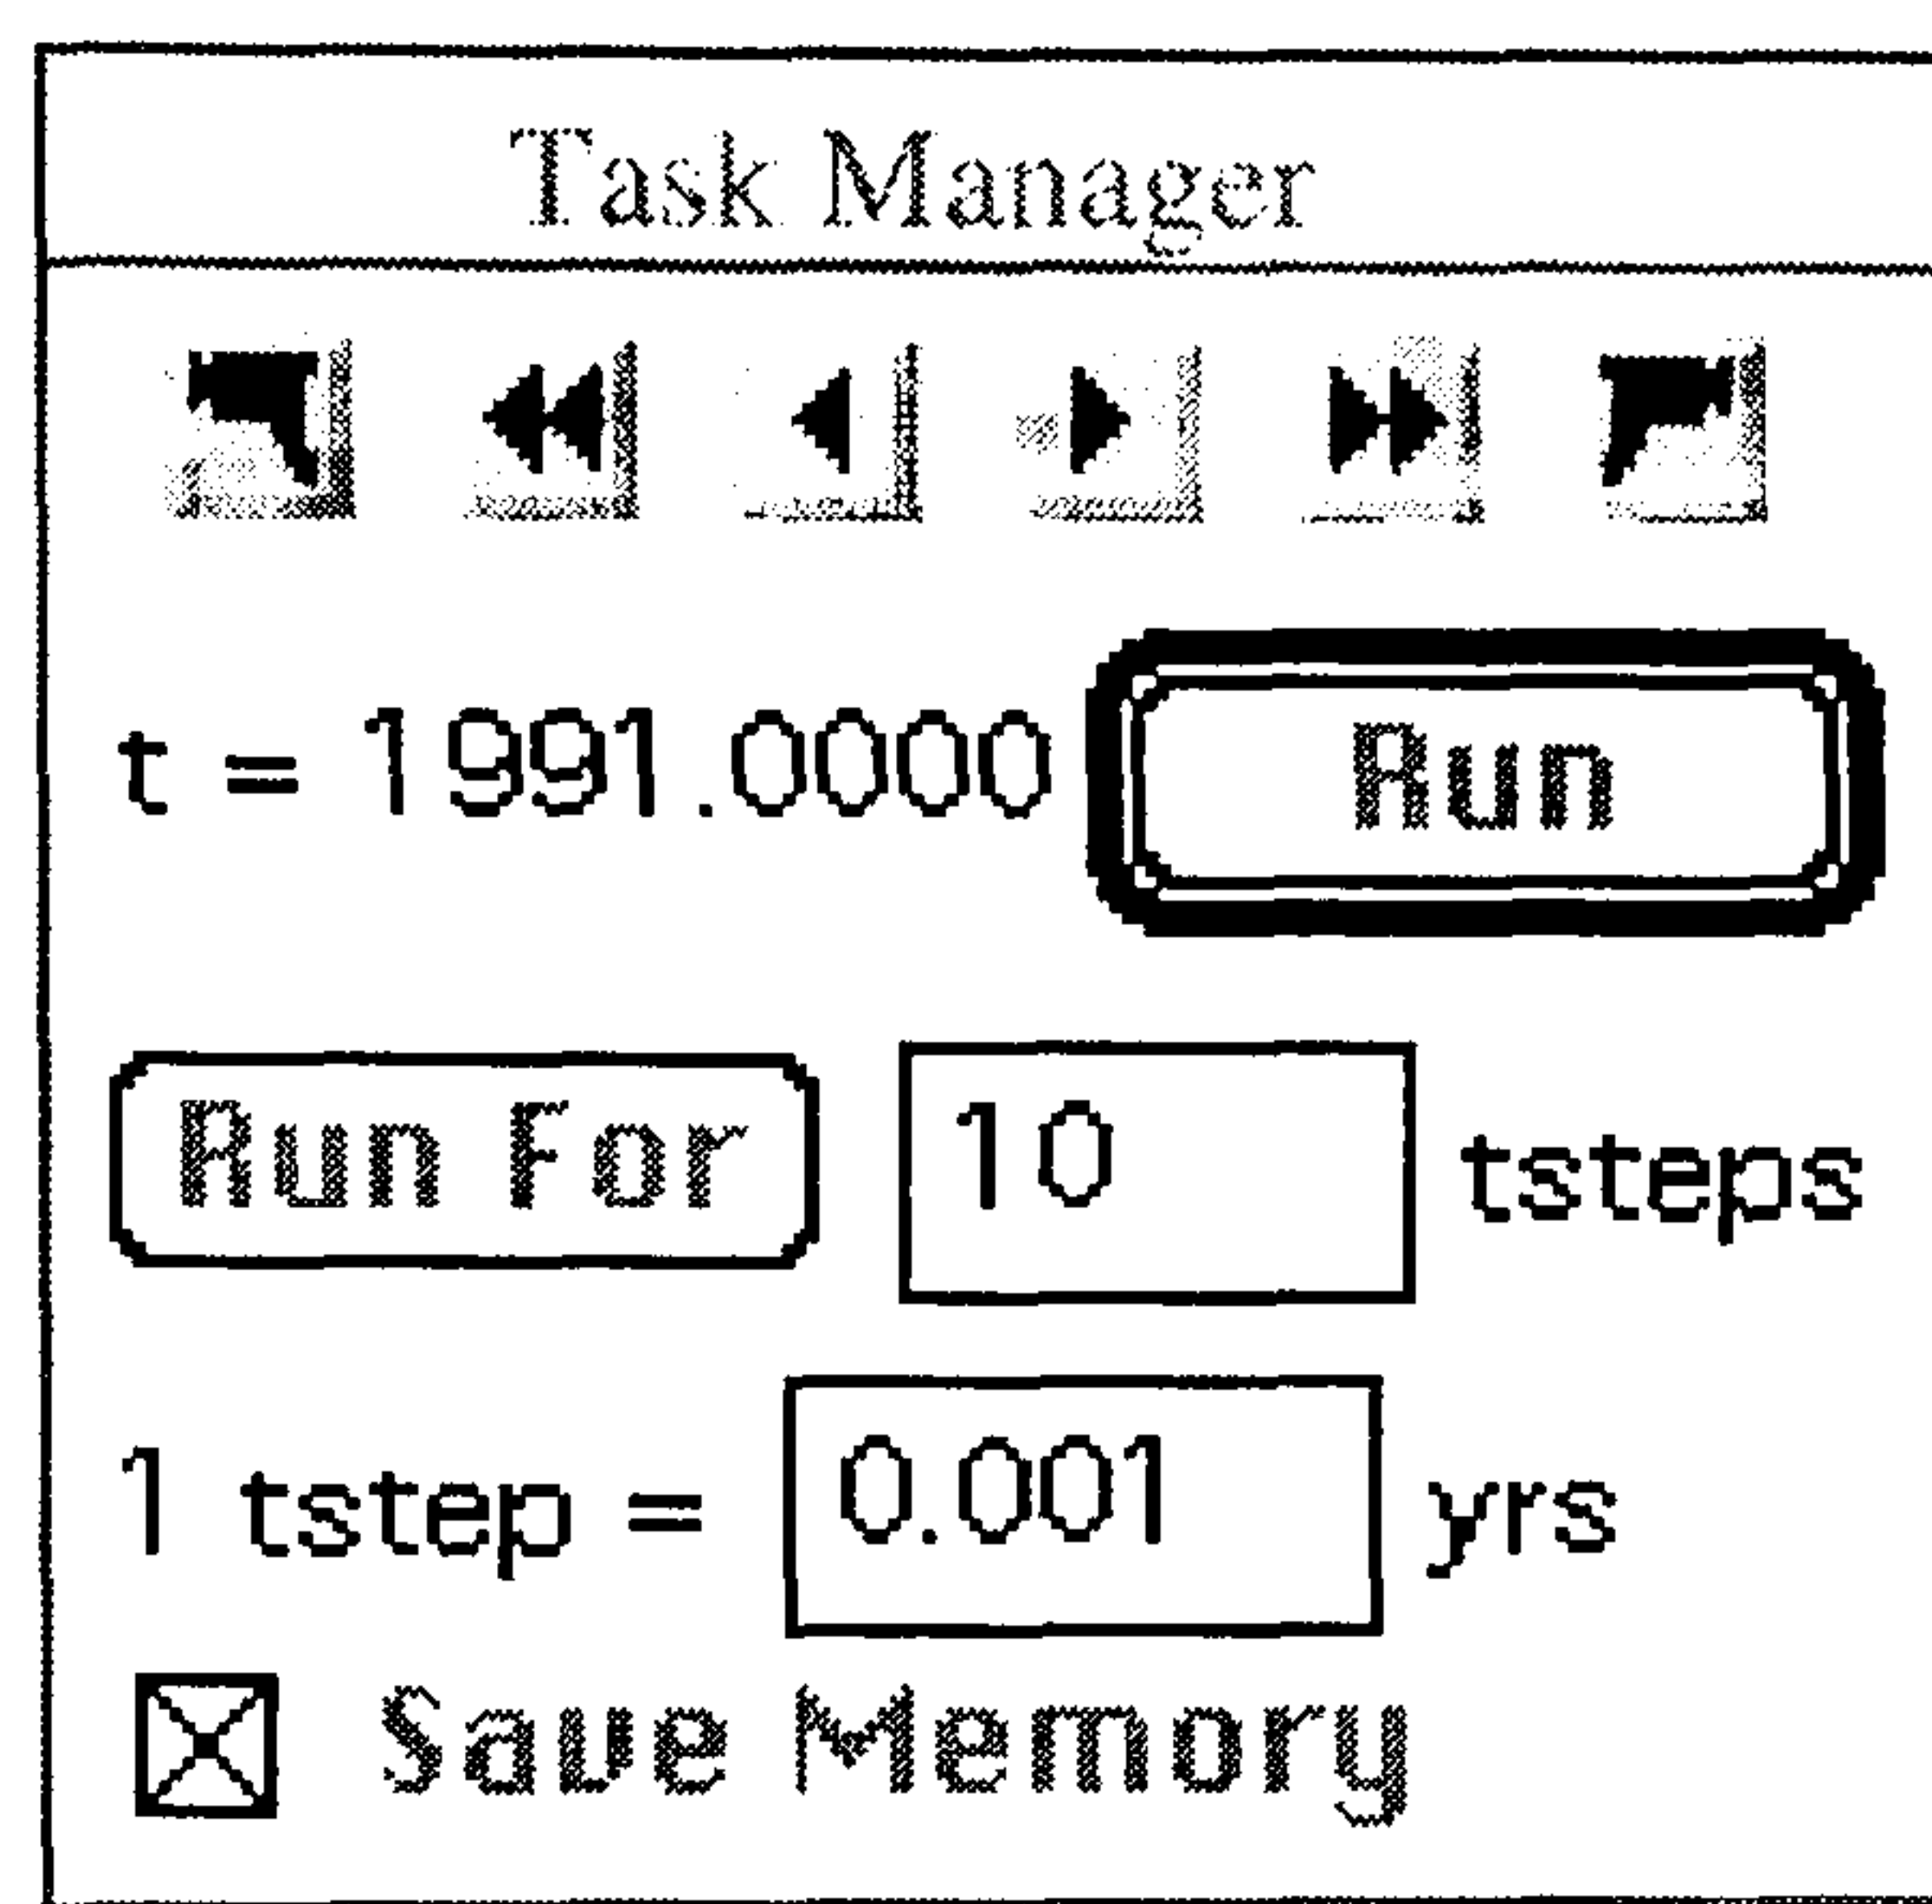 Task Manager
t = 1991.0000 Run
Run For 10 tsteps
1 tstep = 0.001 yrs
Save Memory